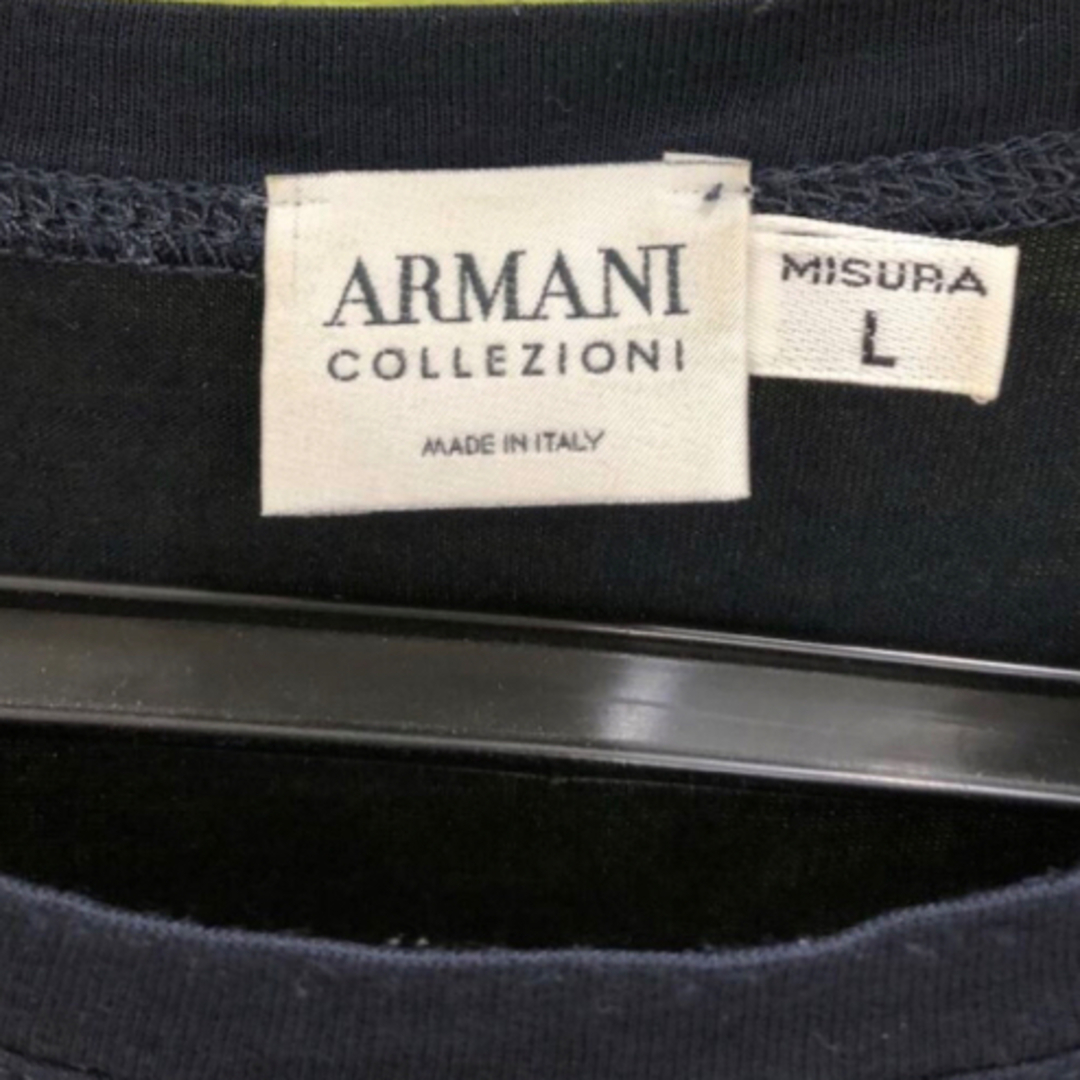 ARMANI
COLLEZIONI
MADE IN ITALY
MISURA
L